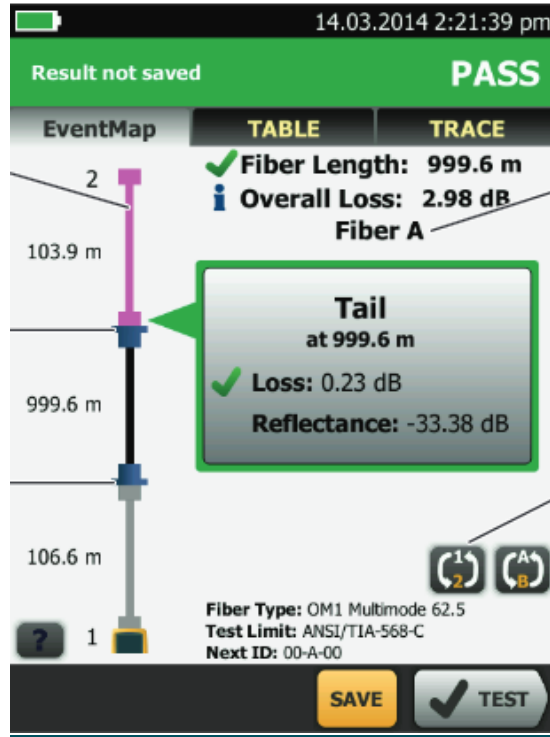 14.03.2014 2:21:39 pm
Result not saved PASS
EventMap TABLE TRACE
Fiber Length: 999.6 m
i Overall Loss: 2.98 dB
Fiber A
2
103.9 m
Tail
at 999.6 m
Loss: 0.23 dB
Reflectance: -33.38 dB
999.6 m
106.6 m
1 2
A B
Fiber Type: OM1 Multimode 62.5
Test Limit: ANSI/TIA-568-C
Next ID: 00-A-00
? 1
SAVE TEST